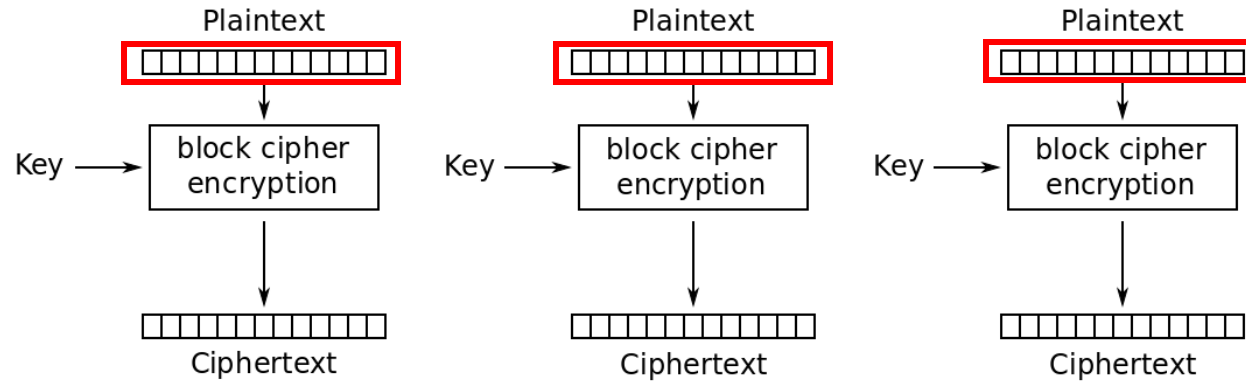 Plaintext
Plaintext
Plaintext
Key
block cipher
encryption
Key
block cipher
encryption
Key
block cipher
encryption
Ciphertext
Ciphertext
Ciphertext